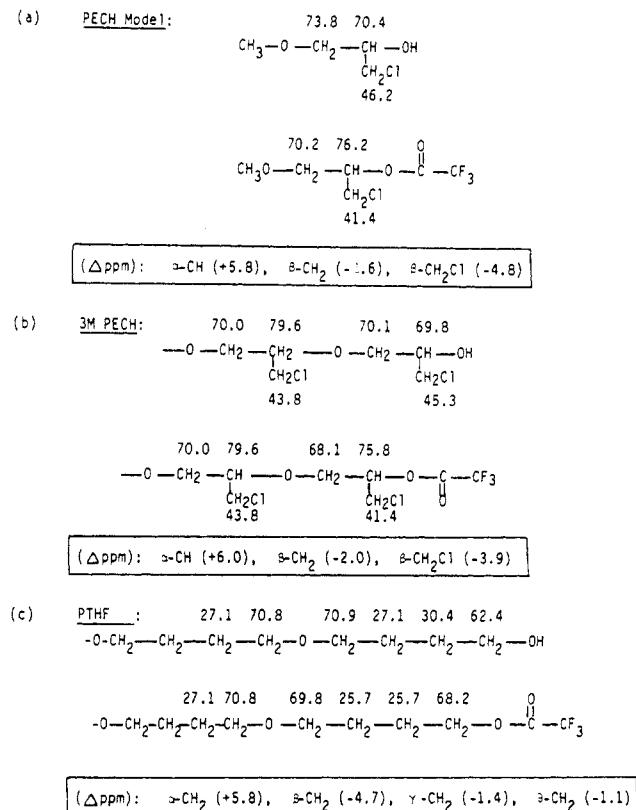 (a) PECH Model: 73.8 70.4
CH3—O—CH2—CH—OH
CH2Cl
46.2
70.2 76.2 O
CH3O—CH2—CH—O—C—CF3
CH2Cl
41.4
(Δppm): α-CH (+5.8), β-CH2 ( β-CH2Cl (-4.8)
(b) 3M PECH: 70.0 79.6 70.1 69.8
—O—CH2—CH2—O—CH2—CH—OH
CH2Cl CH2Cl
43.8 45.3
70.0 79.6 68.1 75.8
—O—CH2—CH—O—CH2—CH—O—C—CF3
CH2Cl CH2Cl O
43.8 41.4
(Δppm): α-CH (+6.0), β-CH2 (-2.0), β-CH2Cl (-3.9)
(c) PTHF : 27.1 70.8 70.9 27.1 30.4 62.4
-O-CH2—CH2—CH2—CH2—O—CH2—CH2—CH2—CH2—OH
27.1 70.8 69.8 25.7 25.7 68.2 O
-O—CH2CH2—CH2—CH2—O—CH2—CH2—CH2—CH2—O—C—CF3
(Δppm): α-CH2 (+5.8), β-CH2 (-4.7), γ-CH2 (-1.4), -CH2 (-1.1)